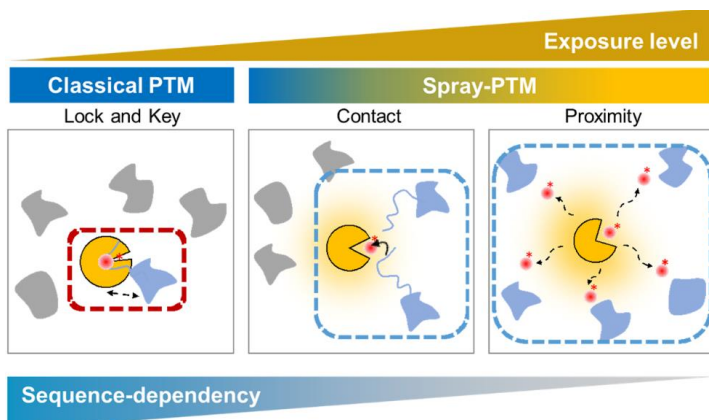 Exposure level
Classical PTM
Spray-PTM
Lock and Key
Contact
Proximity
*
*
*
*
*
*
*
*
Sequence-dependency